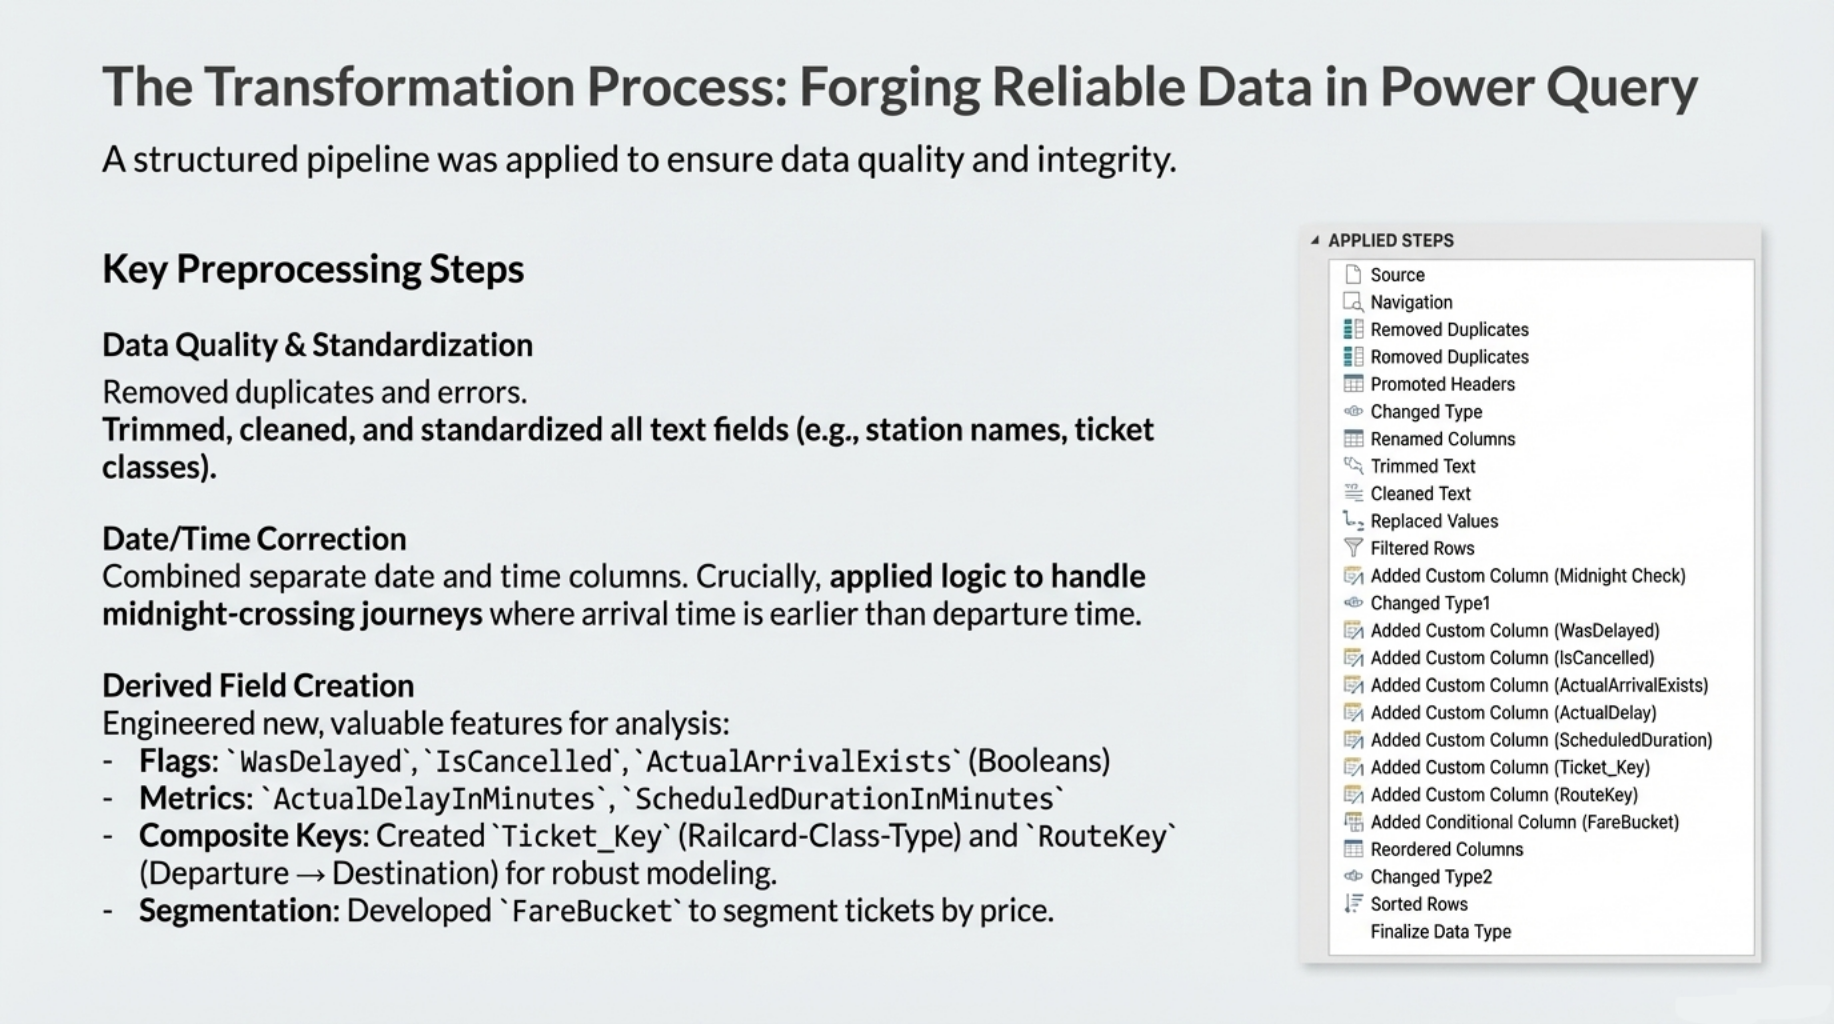 The Transformation Process: Forging Reliable Data in Power Query
A structured pipeline was applied to ensure data quality and integrity.
Key Preprocessing Steps
Data Quality & Standardization
Removed duplicates and errors.
Trimmed, cleaned, and standardized all text fields (e.g., station names, ticket
classes).
Date/Time Correction
Combined separate date and time columns. Crucially, applied logic to handle
midnight-crossing journeys where arrival time is earlier than departure time.
Derived Field Creation
Engineered new, valuable features for analysis:
- Flags: `WasDelayed`,`IsCancelled`,`ActualArrivalExists` (Booleans)
- Metrics: `ActualDelayInMinutes`,`ScheduledDurationInMinutes`
- Composite Keys: Created `Ticket_Key` (Railcard-Class-Type) and `RouteKey`
(Departure → Destination) for robust modeling.
- Segmentation: Developed `FareBucket` to segment tickets by price.
APPLIED STEPS
Source
Navigation
Removed Duplicates
Romoved Duplicates
Promoted Headers
Changed Type
Renamed Columns
Trimmed Text
Cleaned Text
Replaced Values
Filtered Rows
Added Custom Column (Midnight Check)
Changed Type1
Added Custom Column (WasDelayed)
Added Custom Column (IsCancelled)
Added Custom Column (ActualArrivalExists)
Added Custom Column (ActualDelay)
Added Custom Column (ScheduledDuration)
Added Custom Column (Ticket_Key)
Added Custom Column (RouteKey)
Added Conditional Column (FareBucket)
Reordered Columns
Changed Type2
Sorted Rows
Finalize Data Type